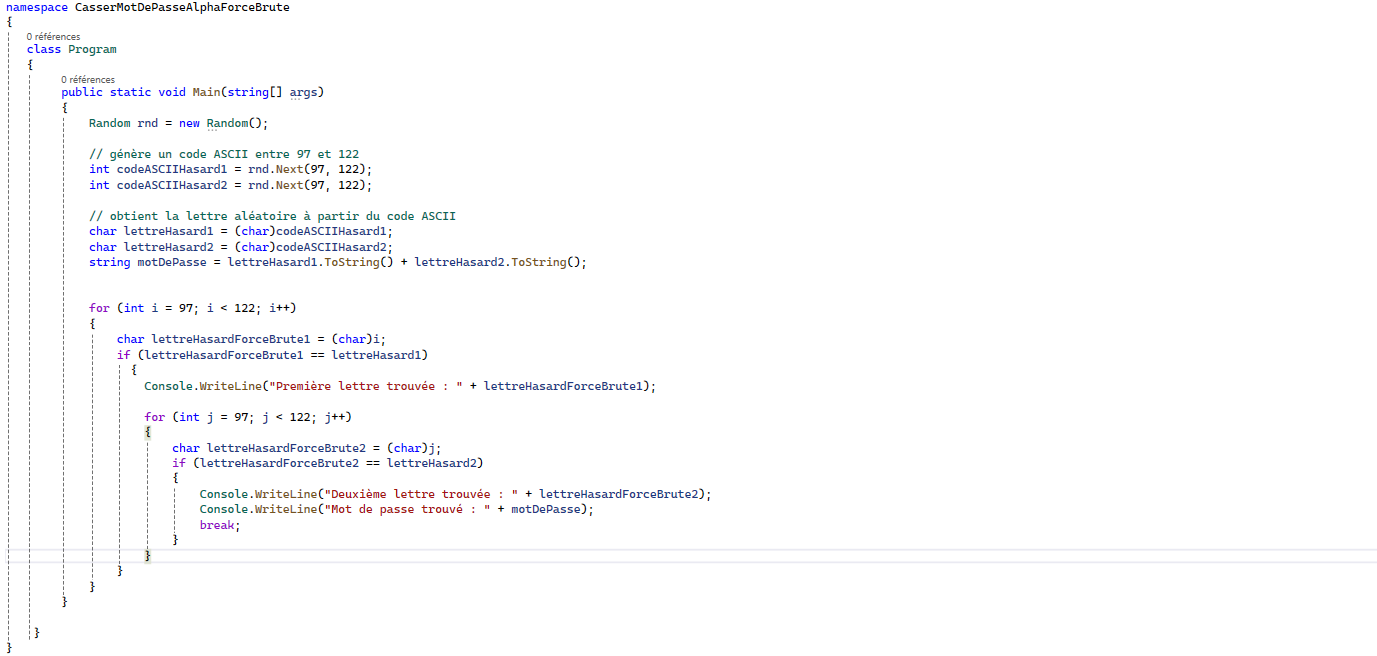 namespace CasserMotDePasseAlphaForceBrute
{
0 références
class Program
{
0 références
public static void Main(string[] args)
{
Random rnd = new Random();
// génère un code ASCII entre 97 et 122
int codeASCIIHasard1 = rnd.Next(97, 122);
int codeASCIIHasard2 = rnd.Next(97, 122);
// obtient la lettre aléatoire à partir du code ASCII
char lettreHasard1 = (char)codeASCIIHasard1;
char lettreHasard2 = (char)codeASCIIHasard2;
string motDePasse = lettreHasard1.ToString() + lettreHasard2.ToString();
for (int i = 97; i < 122; i++)
{
char lettreHasardForceBrute1 = (char)i;
if (lettreHasardForceBrute1 == lettreHasard1)
{
Console.WriteLine("Première lettre trouvée : " + lettreHasardForceBrute1);
for (int j = 97; j < 122; j++)
{
char lettreHasardForceBrute2 = (char)j;
if (lettreHasardForceBrute2 == lettreHasard2)
{
Console.WriteLine("Deuxième lettre trouvée : " + lettreHasardForceBrute2);
Console.WriteLine("Mot de passe trouvé : " + motDePasse);
break;
}
}
}
}
}
}
}